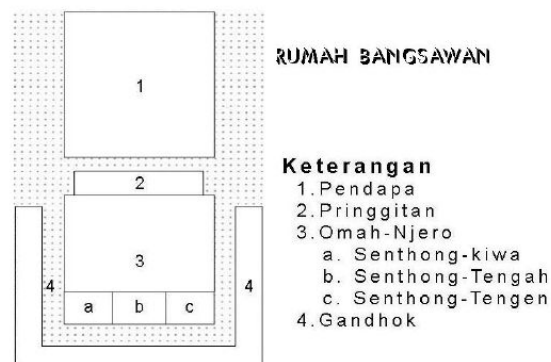 RUMAH BANGSAWAN
1
2
3
4
4
a b c
Keterangan
1.Pendapa
2.Pringgitan
3.Omah-Njero
a. Senthong-kiwa
b. Senthong-Tengah
c. Senthong-Tengen
4.Gandhok